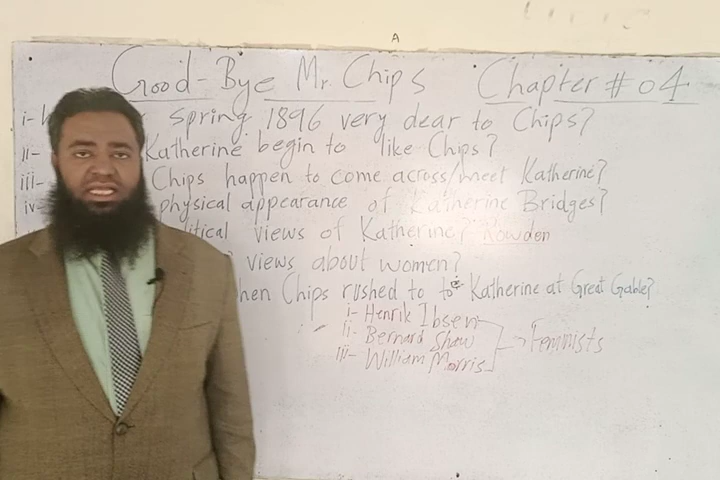 A
Good-Bye Mr. Chips Chapter # 04
i- Spring 1896 very dear to Chips?
ii- Katherine begin to like Chips?
iii- Chips happen to come across/meet Katherine?
iv- physical appearance of Katherine Bridges?
litical views of Katherine? Rowden
views about women?
hen Chips rushed to to Katherine at Great Gable?
i- Henrik Ibsen
ii- Bernard Shaw
iii- William Morris
Feminists